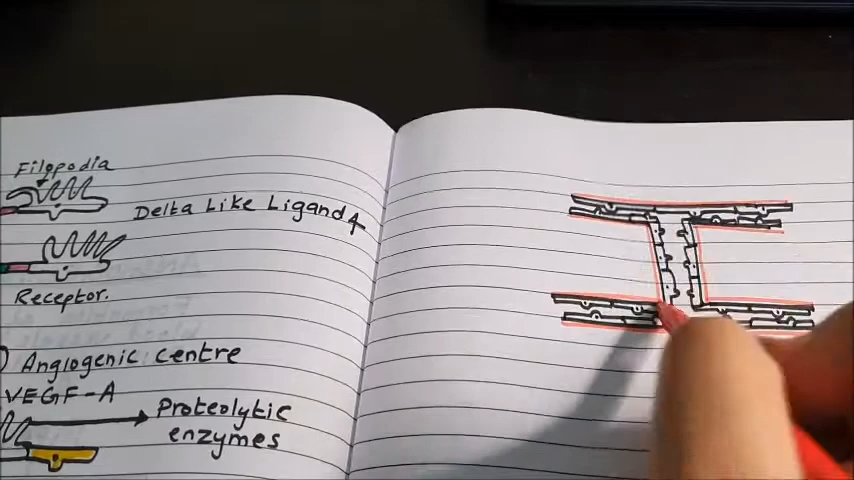 Filopodia
Delta Like Ligand 4
Receptor.
Angiogenic Centre
VEGF-A
Proteolytic
enzymes